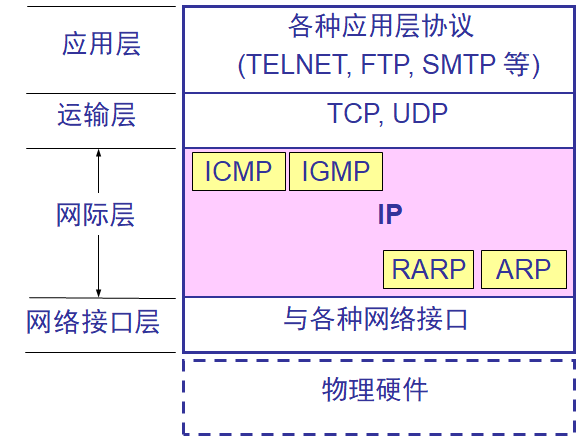 应用层
各种应用层协议
(TELNET, FTP, SMTP 等)
运输层
TCP, UDP
网际层
ICMP
IGMP
IP
RARP
ARP
网络接口层
与各种网络接口
物理硬件